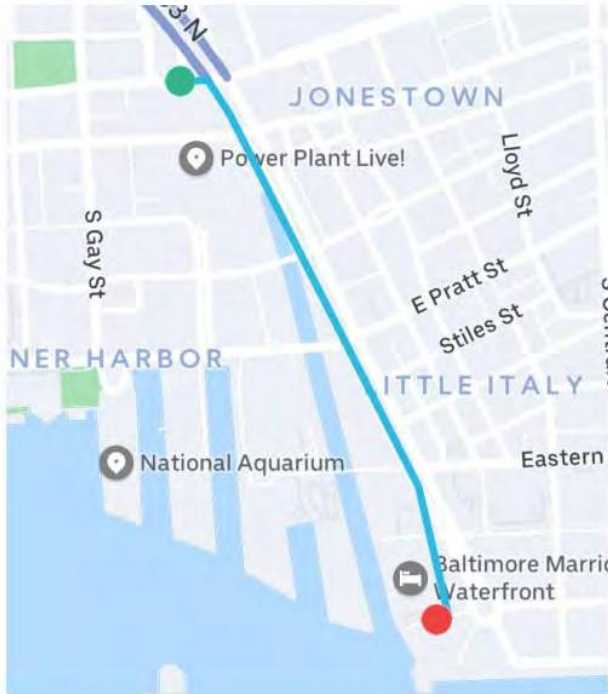 3 N
JONESTOWN
Power Plant Live!
Lloyd St
S Gay St
E Pratt St
Stiles St
NER HARBOR
ITTLE ITALY
National Aquarium
Eastern
Baltimore Marrio
Waterfront